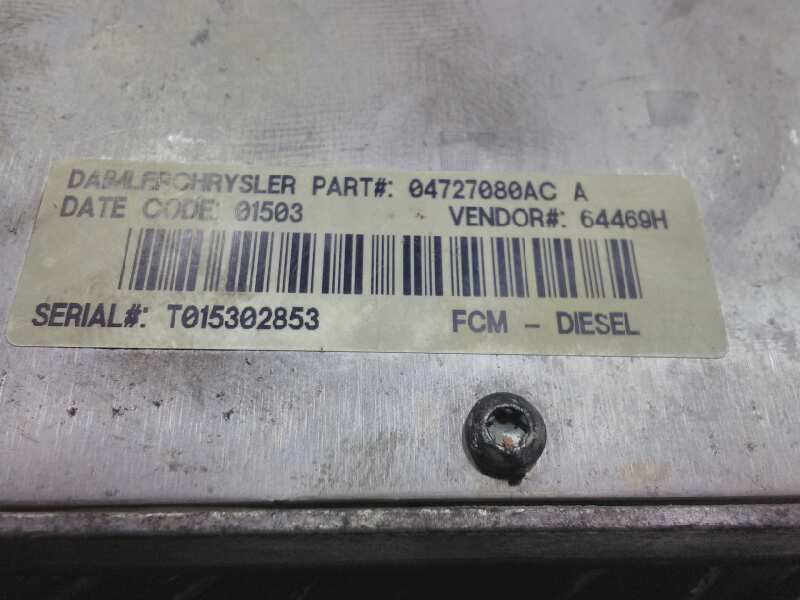 DAIMLERCHRYSLER PART#: 04727080AC A
DATE CODE: 01503 VENDOR#: 64469H
SERIAL#: T015302853 FCM - DIESEL